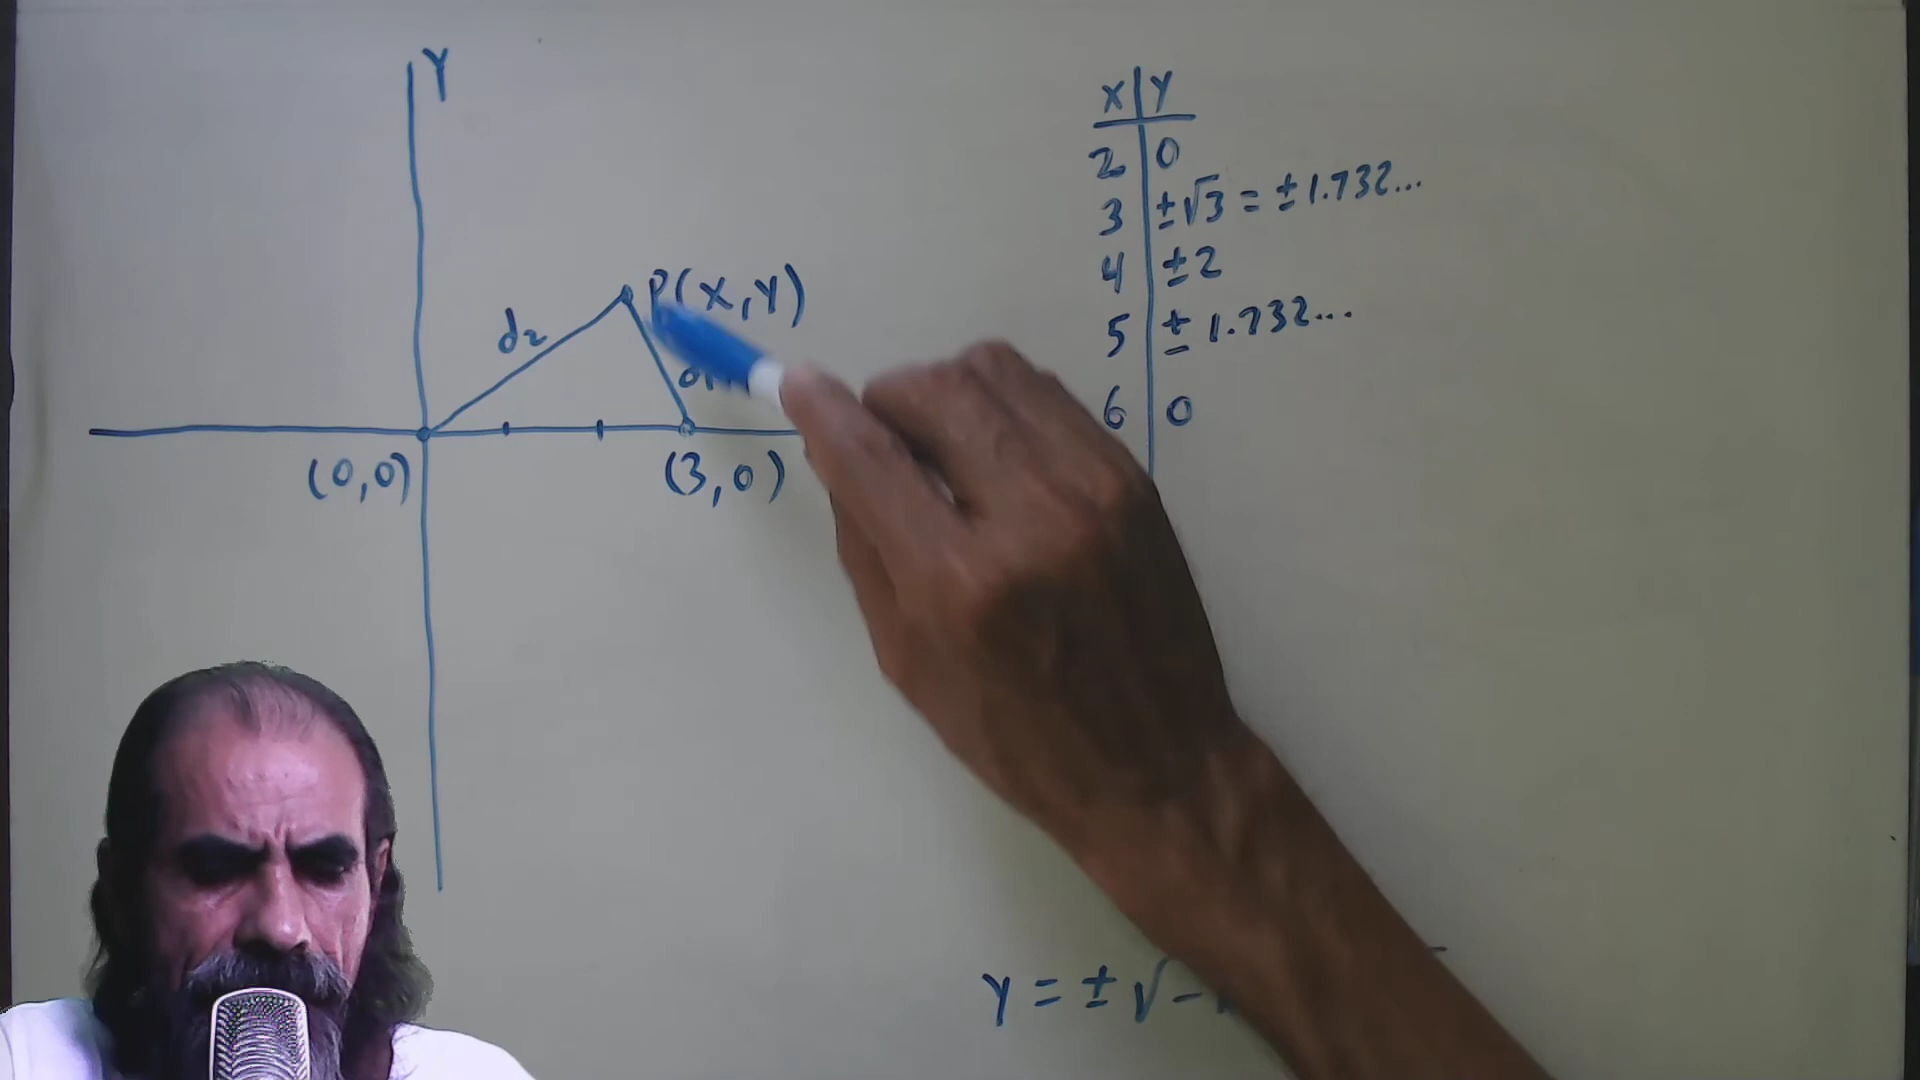 Y
P(X,Y)
d2
(0,0)
(3,0)
X Y
2 0
3 ±√3 = ±1.732...
4 ±2
5 ±1.732...
6 0
Y = ±√-